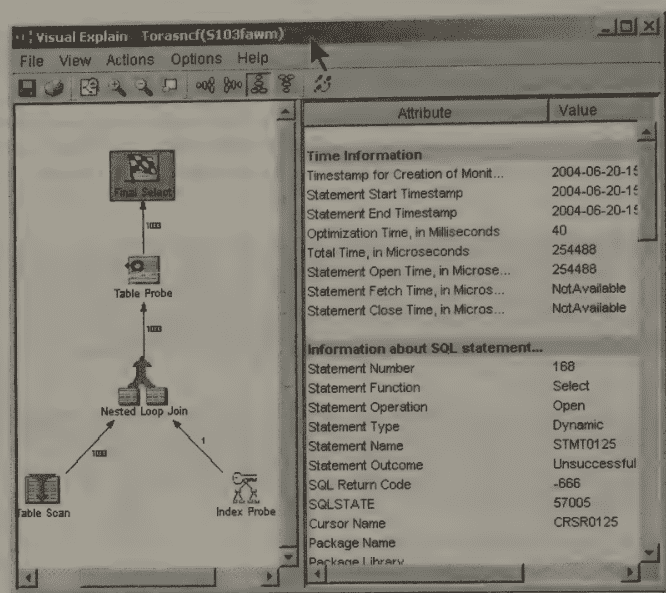 Visual Explain Torasncf(S103fawm)
File View Actions Options Help
Final Select
1000
Table Probe
1000
Nested Loop Join
1000
1
Table Scan
Index Probe
Attribute Value
Time Information
Timestamp for Creation of Monit... 2004-06-20-15
Statement Start Timestamp 2004-06-20-15
Statement End Timestamp 2004-06-20-15
Optimization Time, in Milliseconds 40
Total Time, in Microseconds 254488
Statement Open Time, in Microse... 254488
Statement Fetch Time, in Micros... NotAvailable
Statement Close Time, in Micros... NotAvailable
Information about SQL statement...
Statement Number 168
Statement Function Select
Statement Operation Open
Statement Type Dynamic
Statement Name STMT0125
Statement Outcome Unsuccessful
SQL Return Code -666
SQLSTATE 57005
Cursor Name CRSR0125
Package Name
Package Library